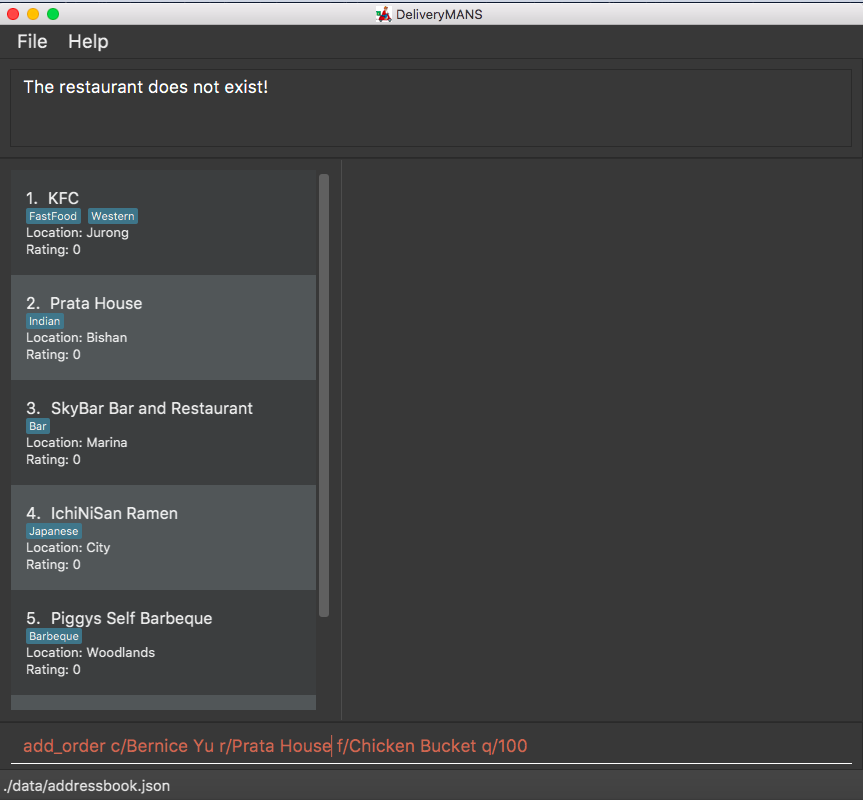 DeliveryMANS
File Help
The restaurant does not exist!
1. KFC
FastFood Western
Location: Jurong
Rating: 0
2. Prata House
Indian
Location: Bishan
Rating: 0
3. SkyBar Bar and Restaurant
Bar
Location: Marina
Rating: 0
4. IchiNiSan Ramen
Japanese
Location: City
Rating: 0
5. Piggys Self Barbeque
Barbeque
Location: Woodlands
Rating: 0
add_order c/Bernice Yu r/Prata House f/Chicken Bucket q/100
./data/addressbook.json